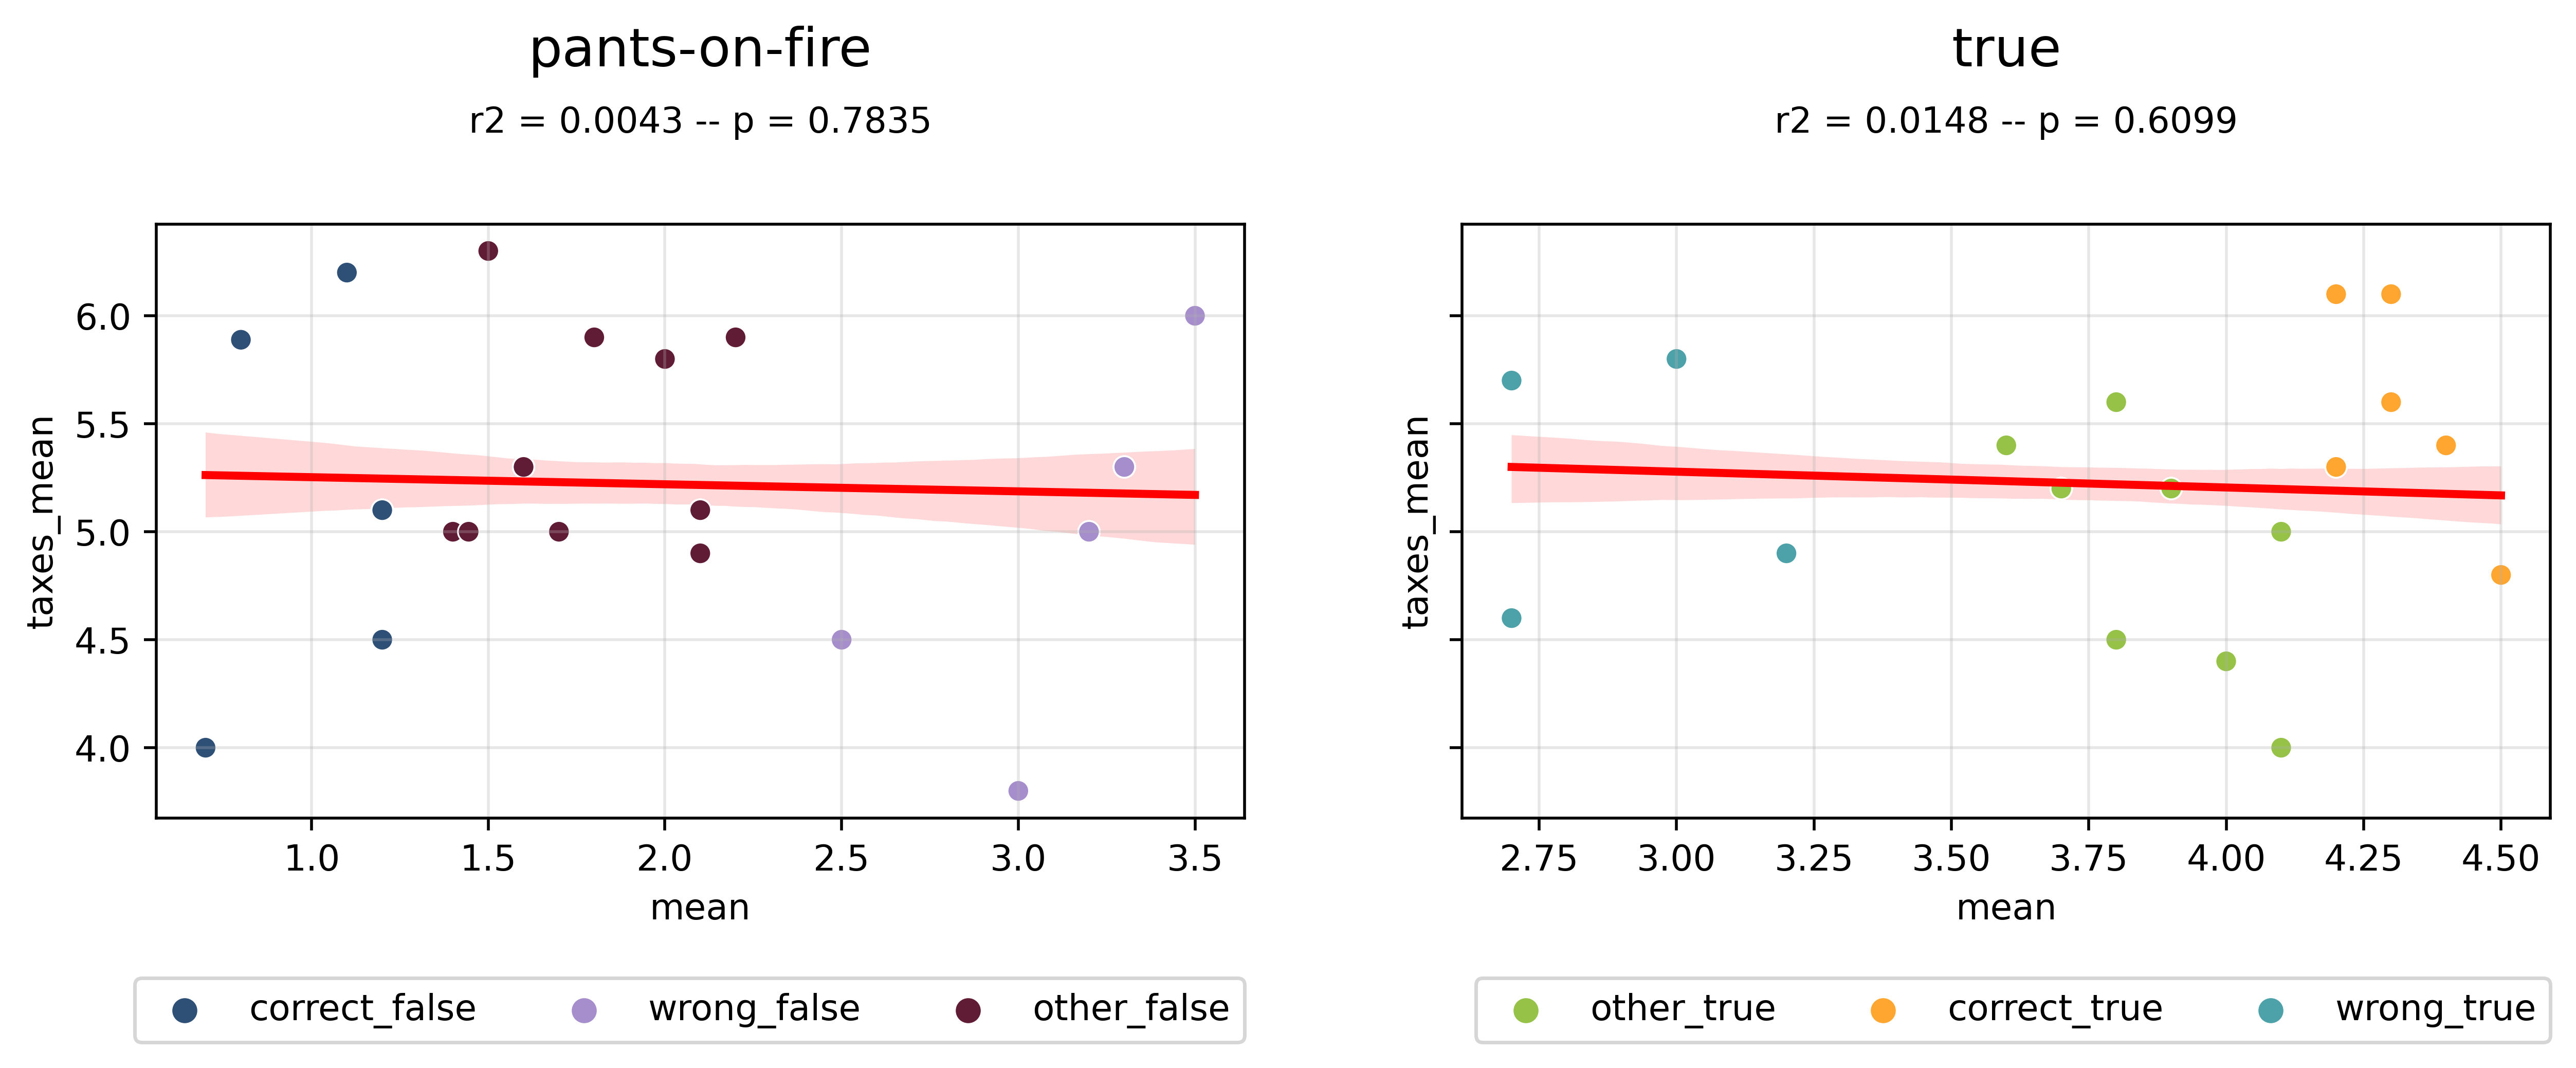 pants-on-fire
r2 = 0.0043 -- p = 0.7835
taxes_mean
6.0
5.5
5.0
4.5
4.0
1.0 1.5 2.0 2.5 3.0 3.5
mean
correct_false wrong_false other_false
true
r2 = 0.0148 -- p = 0.6099
taxes_mean
2.75 3.00 3.25 3.50 3.75 4.00 4.25 4.50
mean
other_true correct_true wrong_true